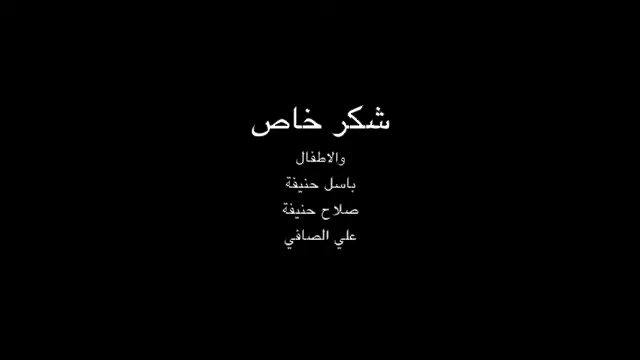 شكر خاص
والاطفال
باسل حنيفة
صلاح حنيفة
علي الصافي